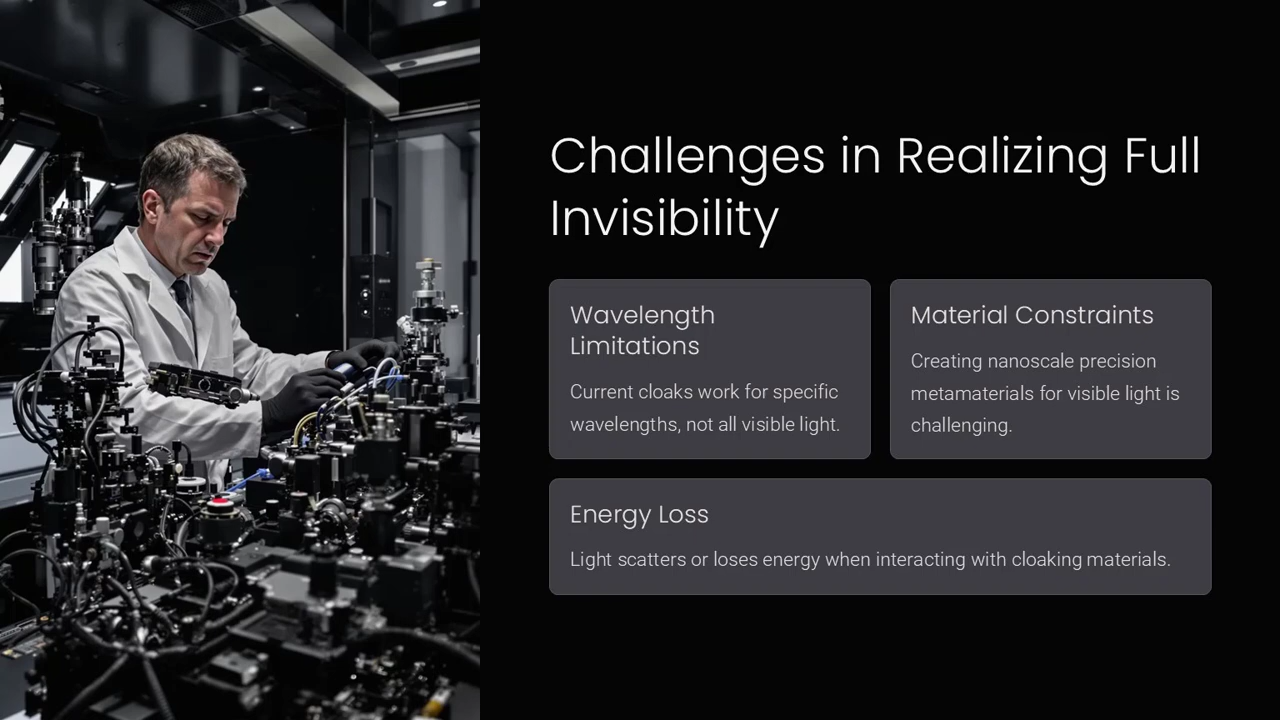 Challenges in Realizing Full
Invisibility
Wavelength
Limitations
Current cloaks work for specific
wavelengths, not all visible light.
Material Constraints
Creating nanoscale precision
metamaterials for visible light is
challenging.
Energy Loss
Light scatters or loses energy when interacting with cloaking materials.